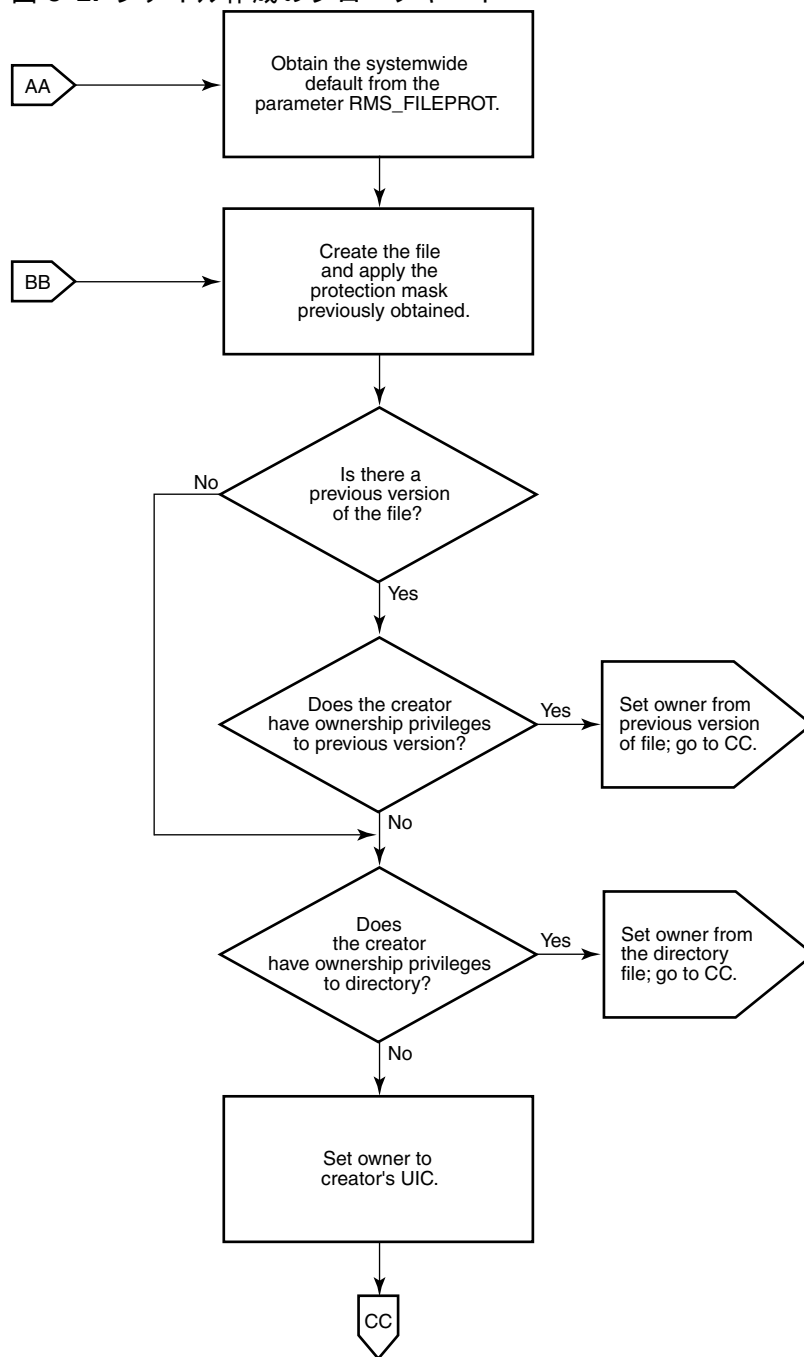 AA
Obtain the systemwide
default from the
parameter RMS_FILEPROT.
BB
Create the file
and apply the
protection mask
previously obtained.
No
Is there a
previous version
of the file?
Yes
Does the creator
have ownership privileges
to previous version?
Yes
Set owner from
previous version
of file; go to CC.
No
Does
the creator
have ownership privileges
to directory?
Yes
Set owner from
the directory
file; go to CC.
No
Set owner to
creator's UIC.
CC